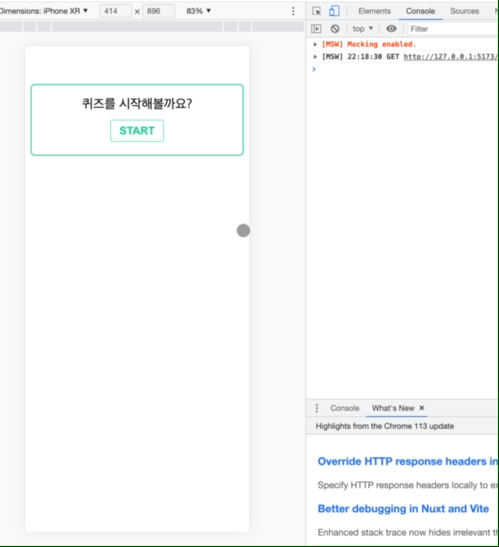 Dimensions: iPhone XR ▼ 414 × 896 83% ▼
Elements Console Sources
top ▼ Filter
[MSW] Mocking enabled.
[MSW] 22:18:30 GET http://127.0.0.1:5173/
퀴즈를 시작해볼까요?
START
Console What's New ×
Highlights from the Chrome 113 update
Override HTTP response headers in
Specify HTTP response headers locally to
Better debugging in Nuxt and Vite
Enhanced stack trace now hides irrelevant